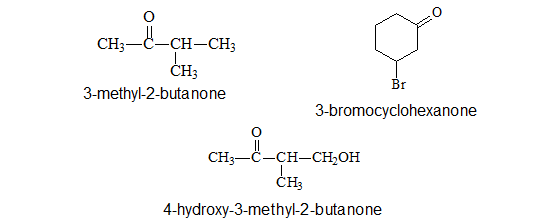 O
CH₃—C—CH—CH₃
CH₃
3-methyl-2-butanone
O
Br
3-bromocyclohexanone
O
CH₃—C—CH—CH₂OH
CH₃
4-hydroxy-3-methyl-2-butanone